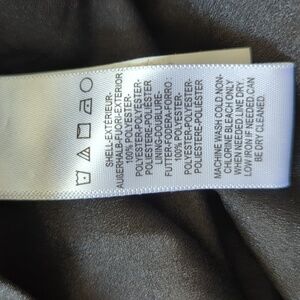 SHELL-EXTÉRIEUR-
AUßERHALB-FUORI-EXTERIOR
100% POLYESTER-
POLYESTER-POLYESTER-
POLIESTERE-POLIÉSTER
LINING-DOUBLURE-
FUTTER-FODERA-FORRO :
100% POLYESTER-
POLYESTER-POLYESTER-
POLIESTERE-POLIÉSTER
MACHINE WASH COLD.NON-
CHLORINE BLEACH ONLY
WHEN NEEDED.LINE DRY
LOW IRON IF NEEDED.CAN
BE DRY CLEANED.